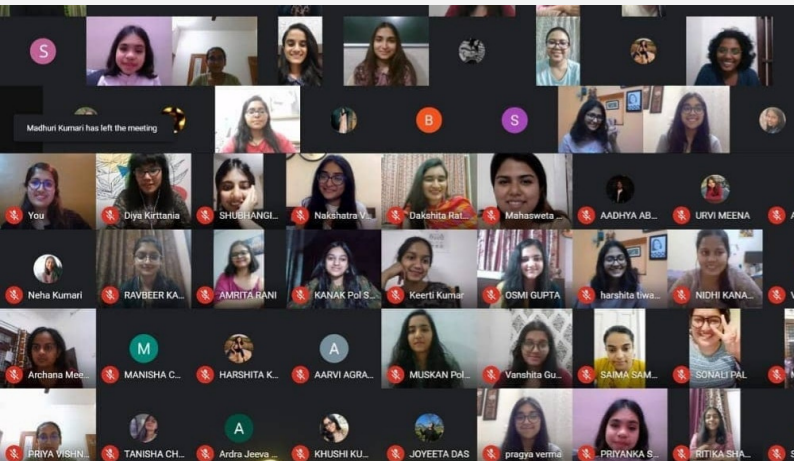 S
Madhuri Kumari has left the meeting
B
S
You
Diya Kirttania
SHUBHANGI...
Nakshatra V...
Dakshita Rat...
Mahasweta ...
AADHYA AB...
URVI MEENA
A
Neha Kumari
RAVBEER KA...
AMRITA RANI
KANAK Pol S...
Keerti Kumar
OSMI GUPTA
harshita tiwa...
NIDHI KANA...
V
M
A
Archana Mee...
MANISHA C...
HARSHITA K...
AARVI AGRA...
MUSKAN Pol...
Vanshita Gu...
SAIMA SAM...
SONALI PAL
M
A
PRIYA VISHN...
TANISHA CH...
Ardra Jeeva ...
KHUSHI KU...
JOYEETA DAS
pragya verma
PRIYANKA S...
RITIKA SHA...
S